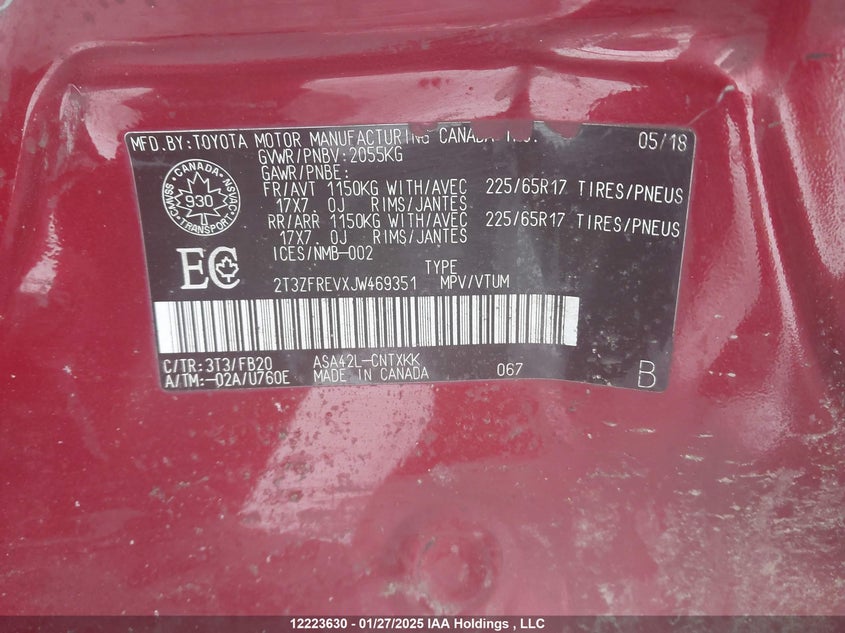 MFD.BY:TOYOTA MOTOR MANUFACTURING CANADA INC. 05/18
GVWR/PNBV:2055KG
GAWR/PNBE:
FR/AVT 1150KG WITH/AVEC 225/65R17 TIRES/PNEUS
17X7.0J RIMS/JANTES
RR/ARR 1150KG WITH/AVEC 225/65R17 TIRES/PNEUS
17X7.0J RIMS/JANTES
ICES/NMB-002
CANADA
CMVSS NSVAC
930
TRANSPORT
EC
TYPE
2T3ZFREVXJW469351 MPV/VTUM
C/TR:3T3/FB20 ASA42L-CNTXKK
A/TM:-02A/U760E MADE IN CANADA 067 B
12223630 - 01/27/2025 IAA Holdings , LLC